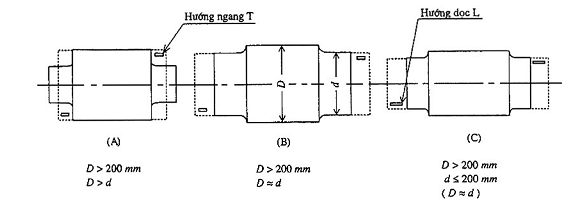 Hướng ngang T
Hướng dọc L
D
d
(A)
(B)
(C)
D > 200 mm
D > d
D > 200 mm
D ≈ d
D > 200 mm
d ≤ 200 mm
( D ≈ d )